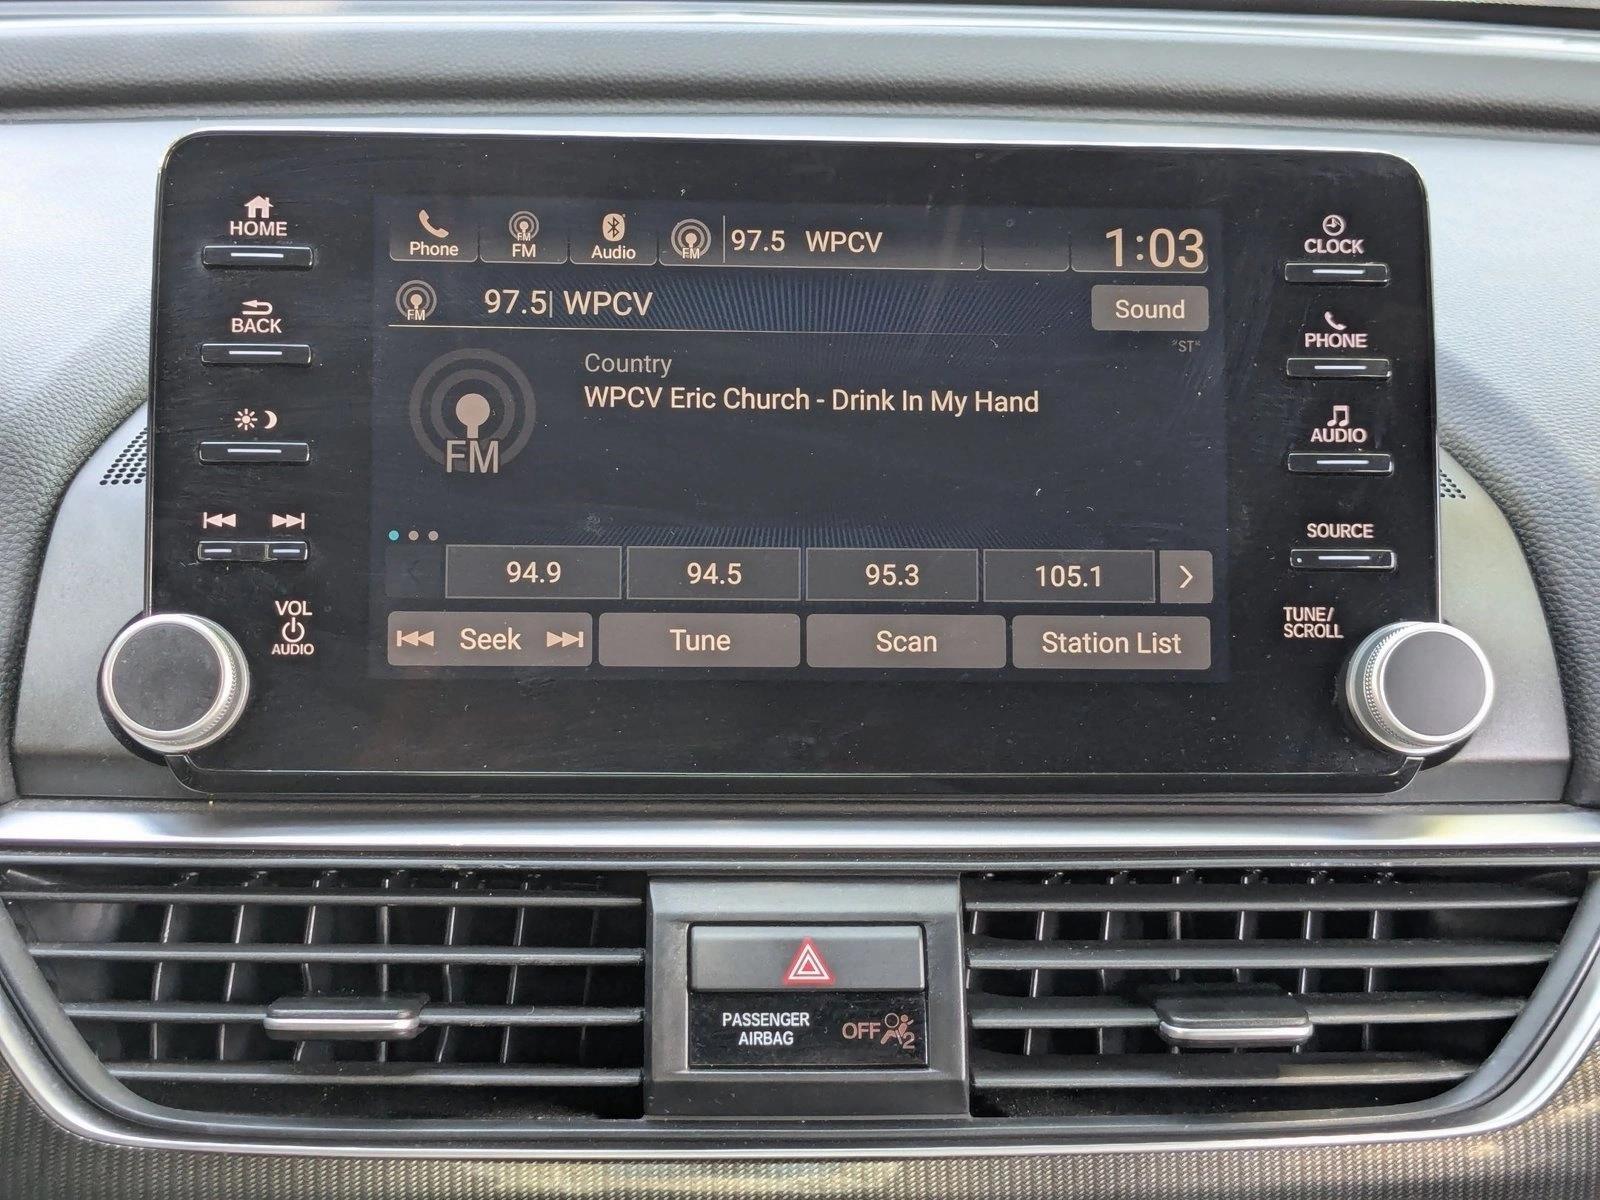 HOME
BACK
VOL
AUDIO
Phone
FM
FM
Audio
FM
97.5 WPCV
1:03
FM
97.5| WPCV
Sound
"ST"
Country
WPCV Eric Church - Drink In My Hand
FM
94.9
94.5
95.3
105.1
Seek
Tune
Scan
Station List
CLOCK
PHONE
AUDIO
SOURCE
TUNE/
SCROLL
PASSENGER
AIRBAG
OFF
2